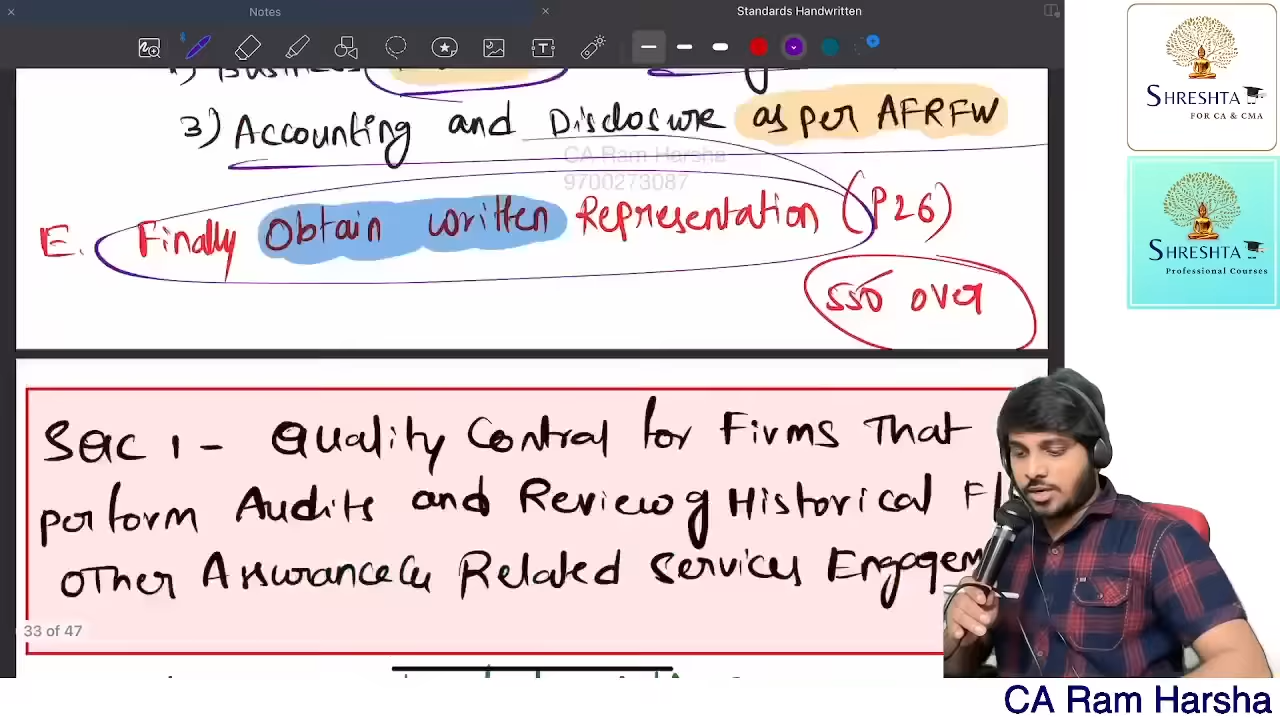 Notes
Standards Handwritten
3) Accounting and Disclosure as per AFRFW
CA Ram Harsha
9700273087
E. Finally Obtain written Representation (P26)
550 over
SQC 1 - Quality Control for Firms That
perform Audits and Review of Historical
other Assurance & Related Services Engagem
33 of 47
SHRESHTA
FOR CA & CMA
SHRESHTA
Professional Courses
CA Ram Harsha